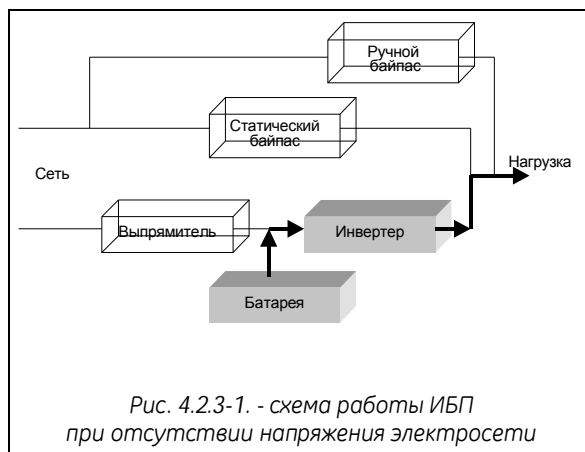 Ручной
байпас
Статический
байпас
Нагрузка
Сеть
Выпрямитель
Инвертер
Батарея
Рис. 4.2.3-1. - схема работы ИБП
при отсутствии напряжения электросети